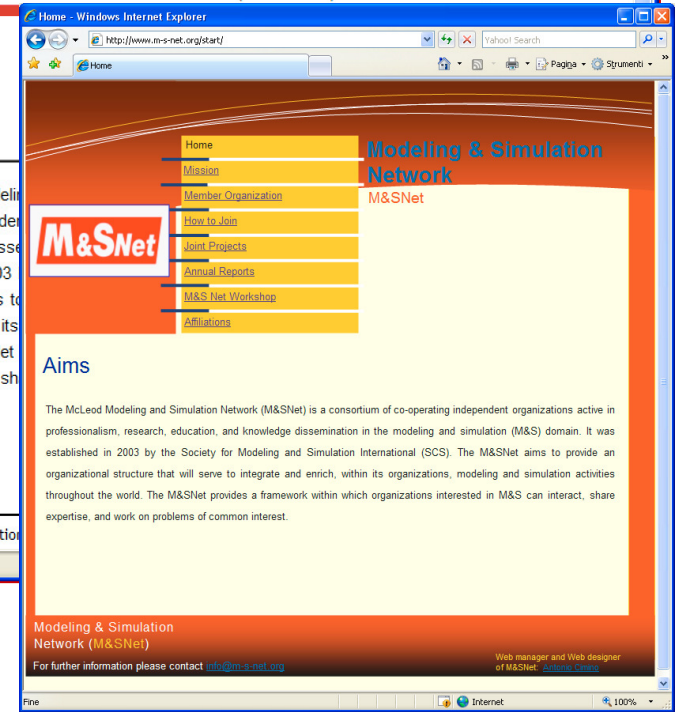 Home - Windows Internet Explorer
http://www.m-s-net.org/start/
Yahoo! Search
Home
Pagina
Strumenti
Home
Mission
Member Organization
How to Join
Joint Projects
Annual Reports
M&S Net Workshop
Affiliations
Modeling & Simulation
Network
M&SNet
M&SNet
Aims
The McLeod Modeling and Simulation Network (M&SNet) is a consortium of co-operating independent organizations active in
professionalism, research, education, and knowledge dissemination in the modeling and simulation (M&S) domain. It was
established in 2003 by the Society for Modeling and Simulation International (SCS). The M&SNet aims to provide an
organizational structure that will serve to integrate and enrich, within its organizations, modeling and simulation activities
throughout the world. The M&SNet provides a framework within which organizations interested in M&S can interact, share
expertise, and work on problems of common interest.
Modeling & Simulation
Network (M&SNet)
For further information please contact info@m-s-net.org
Web manager and Web designer
of M&SNet: Antonio Cimino
Fine
Internet
100%